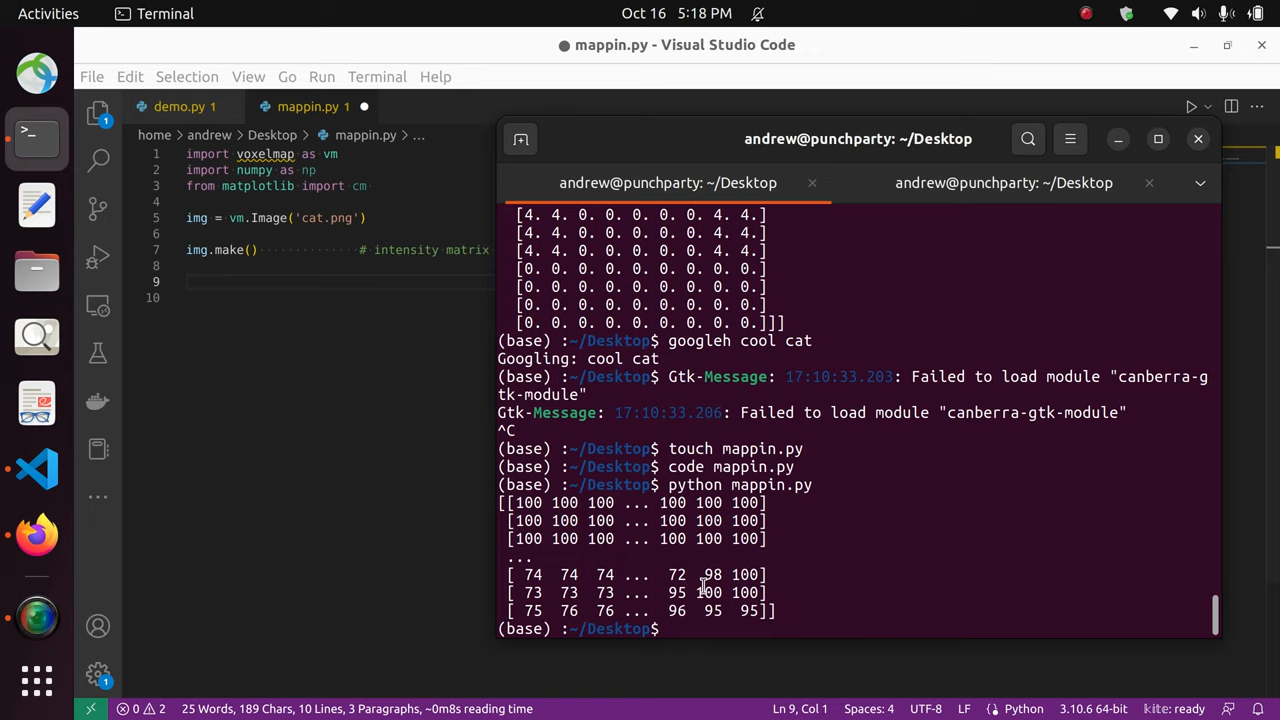 Activities Terminal Oct 16 5:18 PM
mappin.py - Visual Studio Code
File Edit Selection View Go Run Terminal Help
demo.py 1 mappin.py 1
home > andrew > Desktop > mappin.py > ...
1 import voxelmap as vm
2 import numpy as np
3 from matplotlib import cm
4
5 img = vm.Image('cat.png')
6
7 img.make() ············# intensity matrix
8
9
10
andrew@punchparty: ~/Desktop
andrew@punchparty: ~/Desktop andrew@punchparty: ~/Desktop
[4. 4. 0. 0. 0. 0. 0. 4. 4.]
[4. 4. 0. 0. 0. 0. 0. 4. 4.]
[4. 4. 0. 0. 0. 0. 0. 4. 4.]
[0. 0. 0. 0. 0. 0. 0. 0. 0.]
[0. 0. 0. 0. 0. 0. 0. 0. 0.]
[0. 0. 0. 0. 0. 0. 0. 0. 0.]
[0. 0. 0. 0. 0. 0. 0. 0. 0.]]]
(base) :~/Desktop$ googleh cool cat
Googling: cool cat
(base) :~/Desktop$ Gtk-Message: 17:10:33.203: Failed to load module "canberra-g
tk-module"
Gtk-Message: 17:10:33.206: Failed to load module "canberra-gtk-module"
^C
(base) :~/Desktop$ touch mappin.py
(base) :~/Desktop$ code mappin.py
(base) :~/Desktop$ python mappin.py
[[100 100 100 ... 100 100 100]
[100 100 100 ... 100 100 100]
[100 100 100 ... 100 100 100]
...
[ 74 74 74 ... 72 98 100]
[ 73 73 73 ... 95 100 100]
[ 75 76 76 ... 96 95 95]]
(base) :~/Desktop$
1
1
0 2 25 Words, 189 Chars, 10 Lines, 3 Paragraphs, ~0m8s reading time Ln 9, Col 1 Spaces: 4 UTF-8 LF Python 3.10.6 64-bit kite: ready